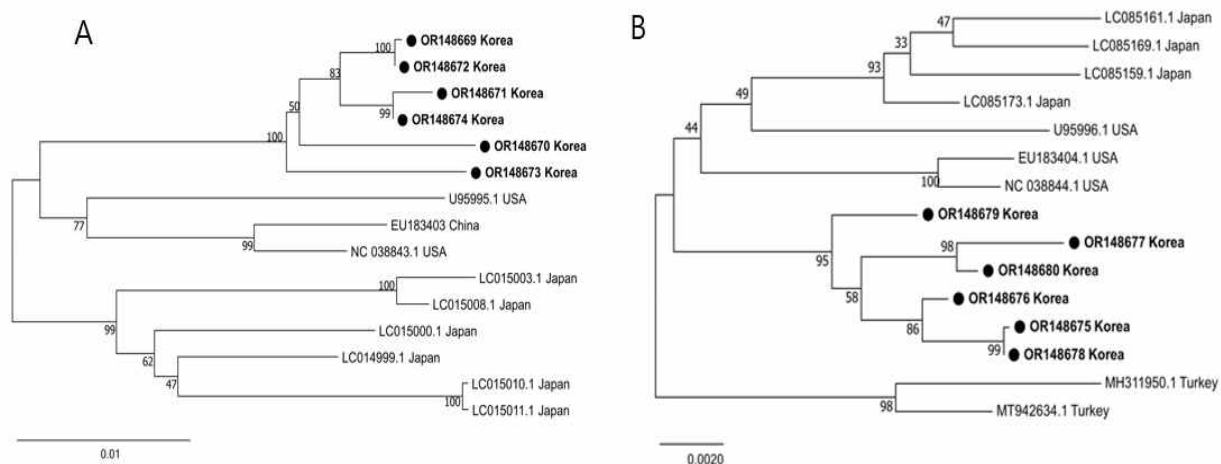 A
100
OR148669 Korea
OR148672 Korea
83
OR148671 Korea
99
OR148674 Korea
50
OR148670 Korea
100
OR148673 Korea
U95995.1 USA
77
EU183403 China
99
NC 038843.1 USA
LC015003.1 Japan
100
LC015008.1 Japan
99
LC015000.1 Japan
62
LC014999.1 Japan
47
LC015010.1 Japan
100
LC015011.1 Japan
0.01
B
47
LC085161.1 Japan
33
LC085169.1 Japan
93
LC085159.1 Japan
49
LC085173.1 Japan
U95996.1 USA
44
EU183404.1 USA
100
NC 038844.1 USA
OR148679 Korea
95
98
OR148677 Korea
OR148680 Korea
58
OR148676 Korea
86
OR148675 Korea
99
OR148678 Korea
MH311950.1 Turkey
98
MT942634.1 Turkey
0.0020